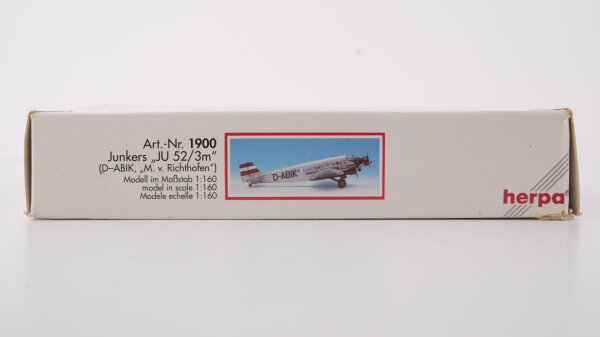 Art.-Nr. 1900
Junkers „JU 52/3m“
(D–ABIK, „M. v. Richthofen“)
Modell im Maßstab 1:160
model in scale 1:160
Modele echelle 1:160
D-ABIK
herpa®